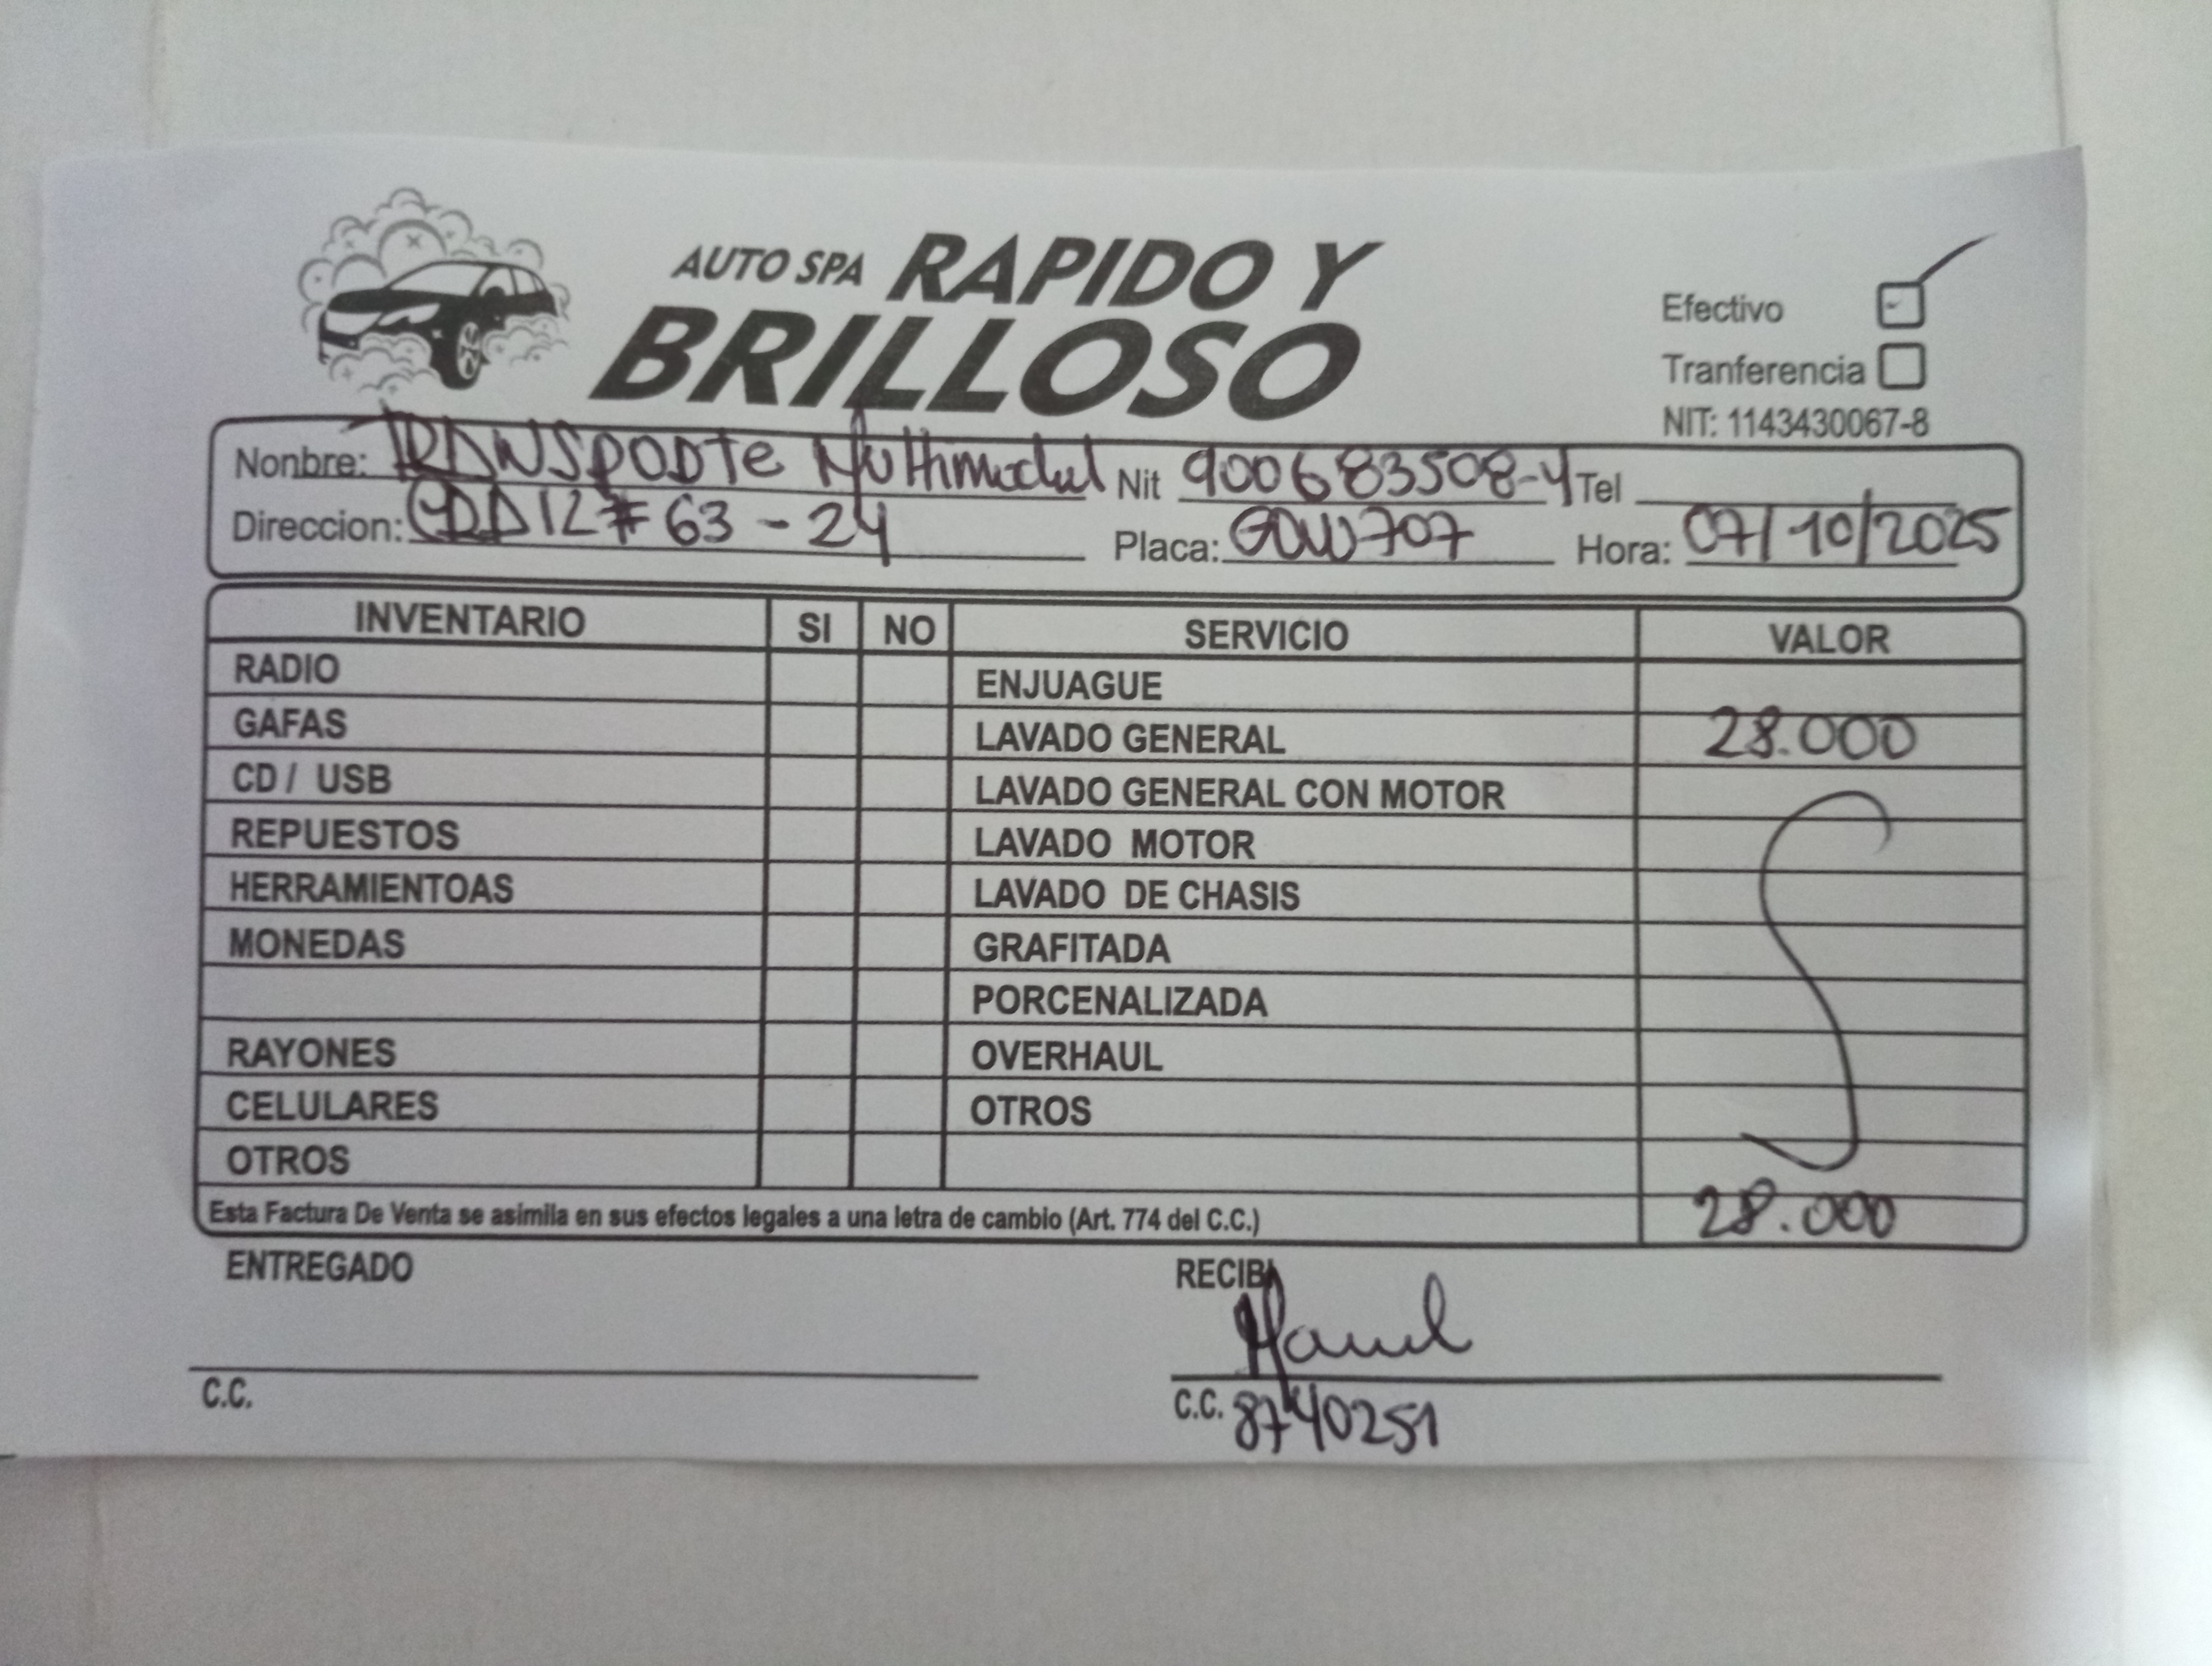 AUTO SPA RAPIDO Y
BRILLOSO
Efectivo
Tranferencia
NIT: 1143430067-8
Nonbre: TRANSPORTe Multimodal Nit 900683508-4 Tel
Direccion: CRA 12 # 63 - 24 Placa: GOW707 Hora: 07/10/2025
INVENTARIO SI NO SERVICIO VALOR
RADIO ENJUAGUE
GAFAS LAVADO GENERAL 28.000
CD / USB LAVADO GENERAL CON MOTOR
REPUESTOS LAVADO MOTOR
HERRAMIENTOAS LAVADO DE CHASIS
MONEDAS GRAFITADA
PORCENALIZADA
RAYONES OVERHAUL
CELULARES OTROS
OTROS
Esta Factura De Venta se asimila en sus efectos legales a una letra de cambio (Art. 774 del C.C.) 28.000
ENTREGADO RECIBI
C.C. C.C. 8740251